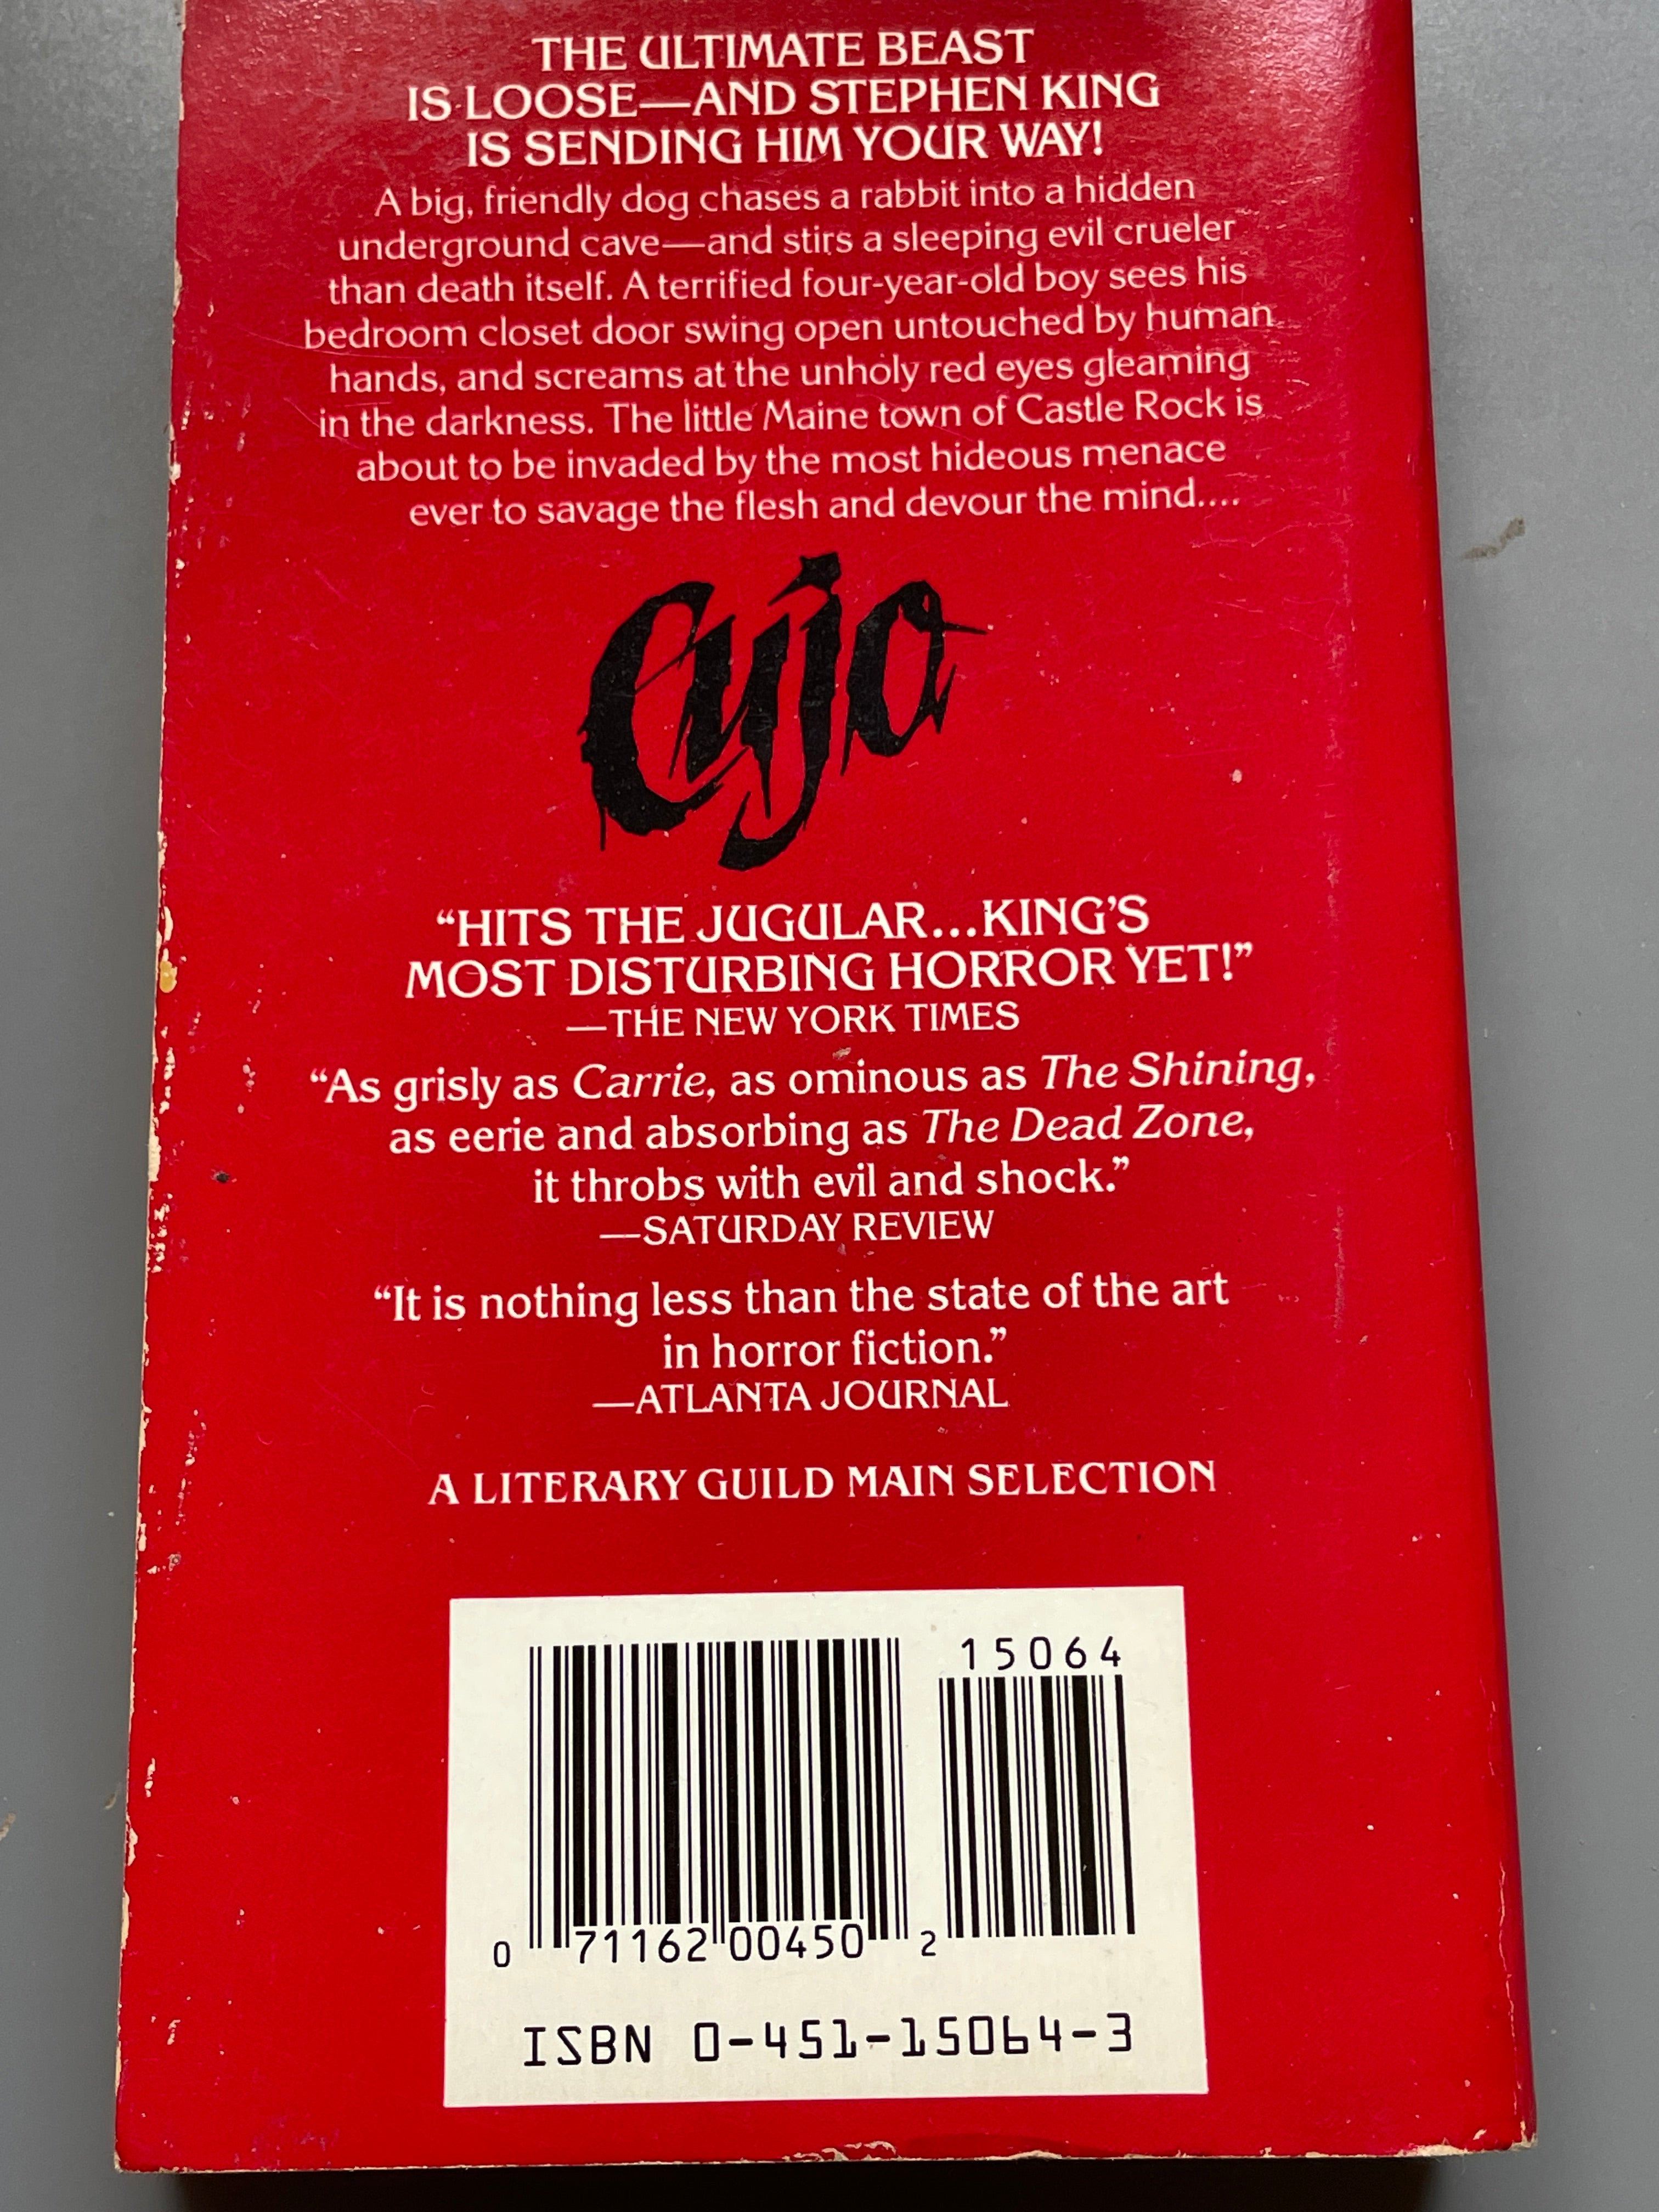 THE ULTIMATE BEAST
IS LOOSE—AND STEPHEN KING
IS SENDING HIM YOUR WAY!
A big, friendly dog chases a rabbit into a hidden
underground cave—and stirs a sleeping evil crueler
than death itself. A terrified four-year-old boy sees his
bedroom closet door swing open untouched by human
hands, and screams at the unholy red eyes gleaming
in the darkness. The little Maine town of Castle Rock is
about to be invaded by the most hideous menace
ever to savage the flesh and devour the mind....
Cujo
“HITS THE JUGULAR...KING’S
MOST DISTURBING HORROR YET!”
—THE NEW YORK TIMES
“As grisly as Carrie, as ominous as The Shining,
as eerie and absorbing as The Dead Zone,
it throbs with evil and shock.”
—SATURDAY REVIEW
“It is nothing less than the state of the art
in horror fiction.”
—ATLANTA JOURNAL
A LITERARY GUILD MAIN SELECTION
15064
0 71162 00450 2
ISBN 0-451-15064-3